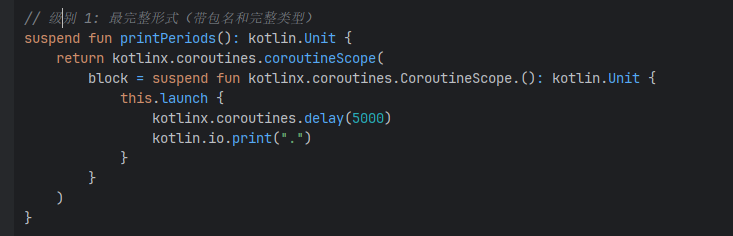 // 级别 1: 最完整形式（带包名和完整类型）
suspend fun printPeriods(): kotlin.Unit {
    return kotlinx.coroutines.coroutineScope(
        block = suspend fun kotlinx.coroutines.CoroutineScope.(): kotlin.Unit {
            this.launch {
                kotlinx.coroutines.delay(5000)
                kotlin.io.print(".")
            }
        }
    )
}